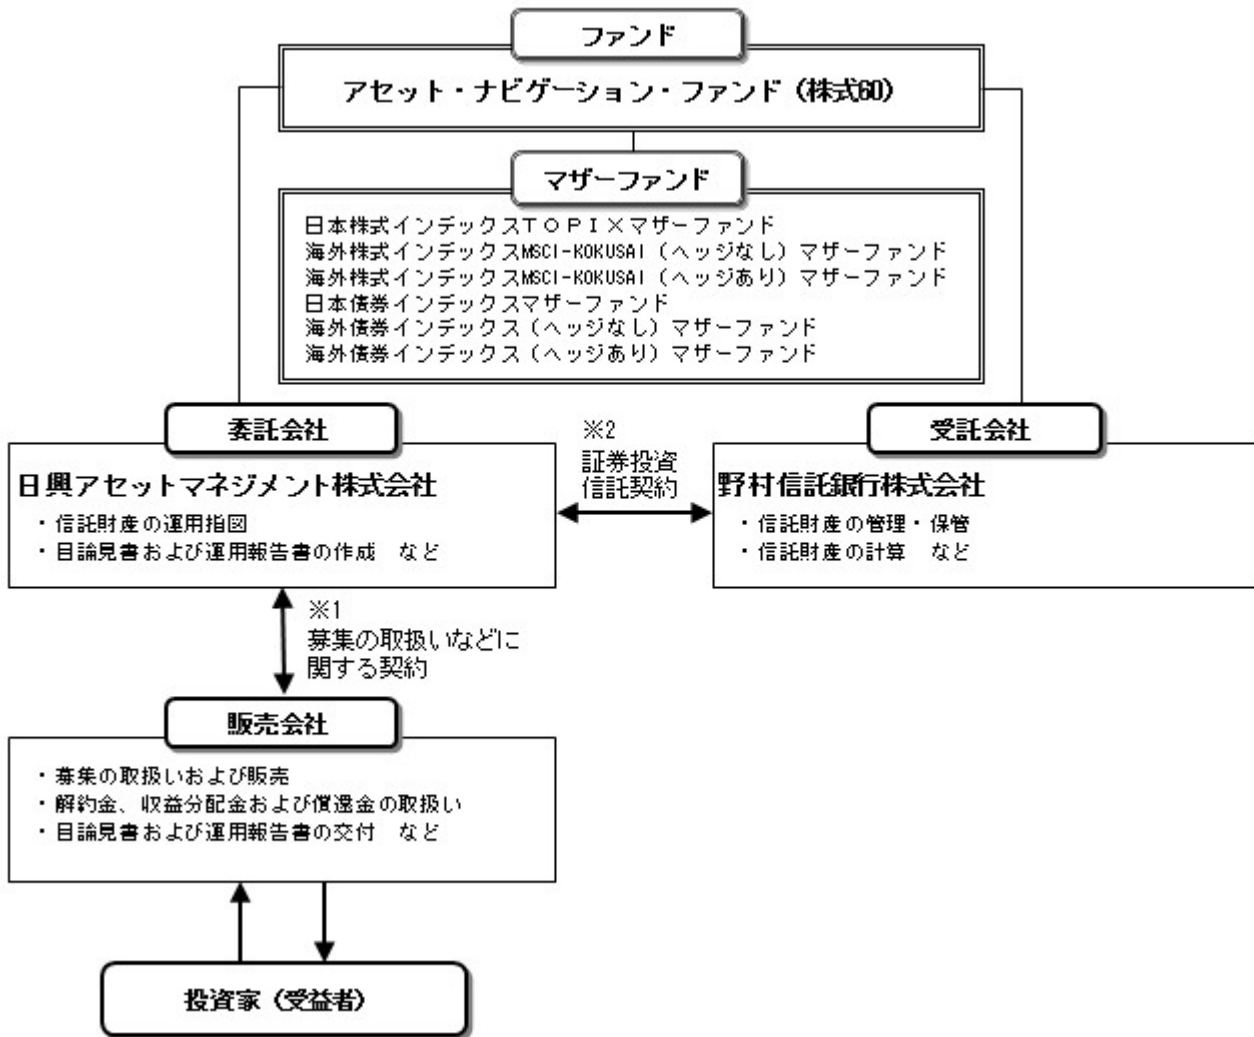 ファンド
アセット・ナビゲーション・ファンド（株式60）
マザーファンド
日本株式インデックスＴＯＰＩＸマザーファンド
海外株式インデックスMSCI-KOKUSAI（ヘッジなし）マザーファンド
海外株式インデックスMSCI-KOKUSAI（ヘッジあり）マザーファンド
日本債券インデックスマザーファンド
海外債券インデックス（ヘッジなし）マザーファンド
海外債券インデックス（ヘッジあり）マザーファンド
委託会社
日興アセットマネジメント株式会社
・信託財産の運用指図
・目論見書および運用報告書の作成　など
※2
証券投資
信託契約
受託会社
野村信託銀行株式会社
・信託財産の管理・保管
・信託財産の計算　など
※1
募集の取扱いなどに
関する契約
販売会社
・募集の取扱いおよび販売
・解約金、収益分配金および償還金の取扱い
・目論見書および運用報告書の交付　など
投資家（受益者）